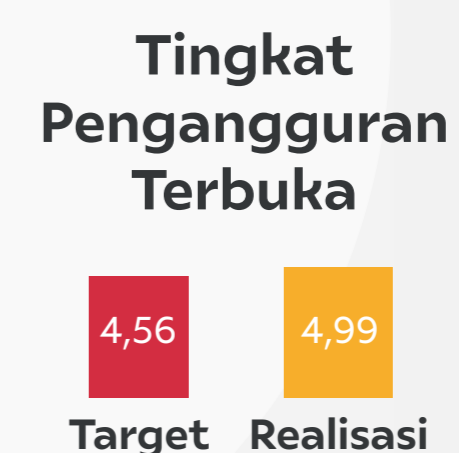 Tingkat
Pengangguran
Terbuka
4,56 4,99
Target Realisasi